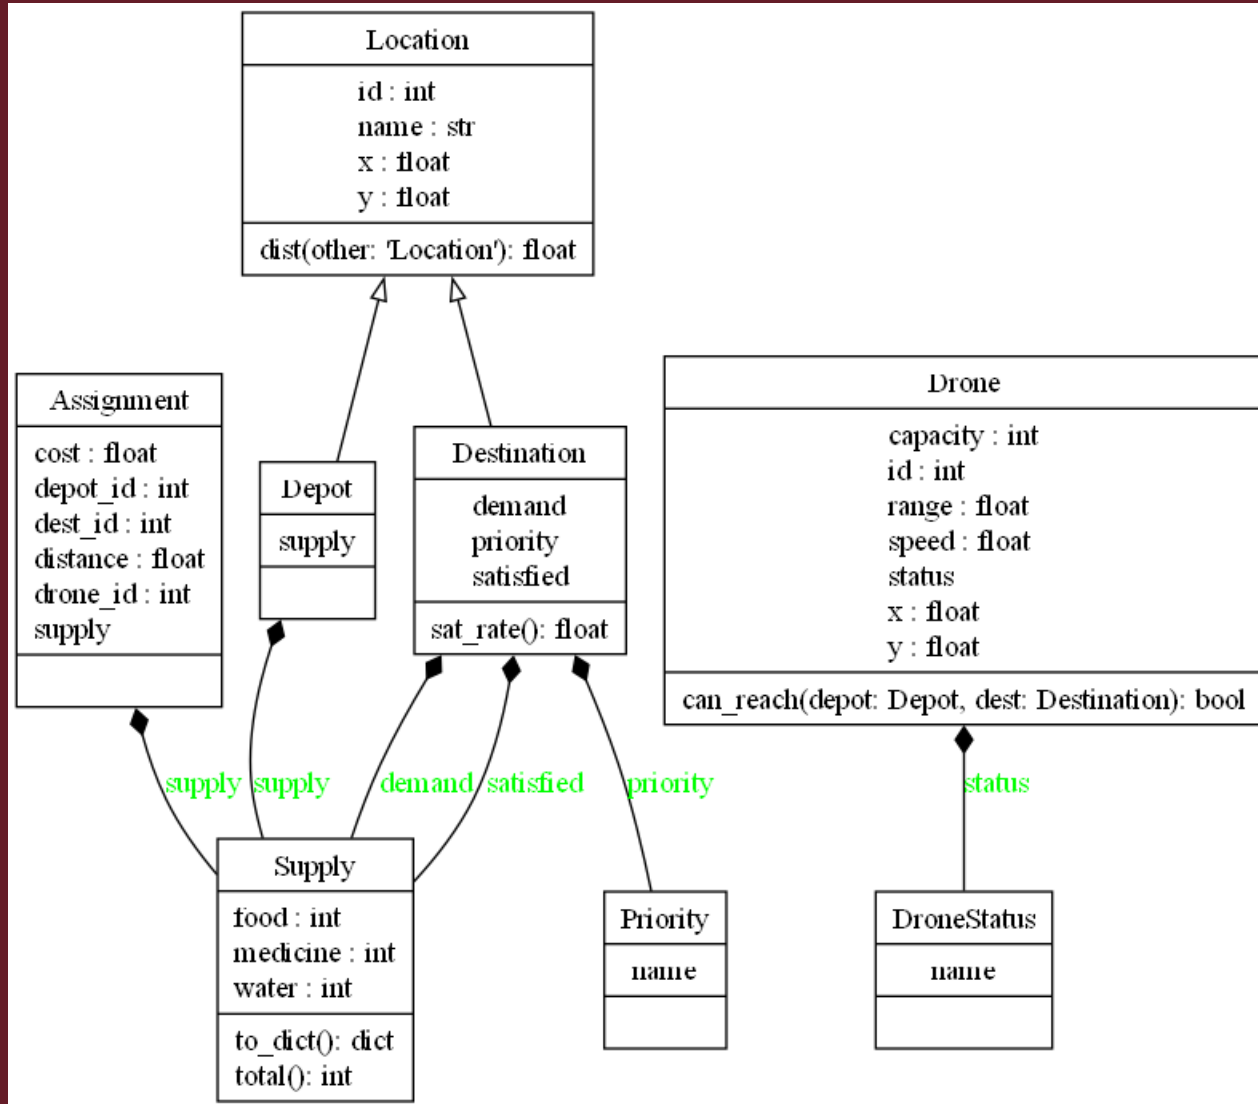 Location
id : int
name : str
x : float
y : float
dist(other: 'Location'): float
Assignment
cost : float
depot_id : int
dest_id : int
distance : float
drone_id : int
supply
Depot
supply
Destination
demand
priority
satisfied
sat_rate(): float
Drone
capacity : int
id : int
range : float
speed : float
status
x : float
y : float
can_reach(depot: Depot, dest: Destination): bool
supply
supply
demand
satisfied
priority
status
Supply
food : int
medicine : int
water : int
to_dict(): dict
total(): int
Priority
name
DroneStatus
name